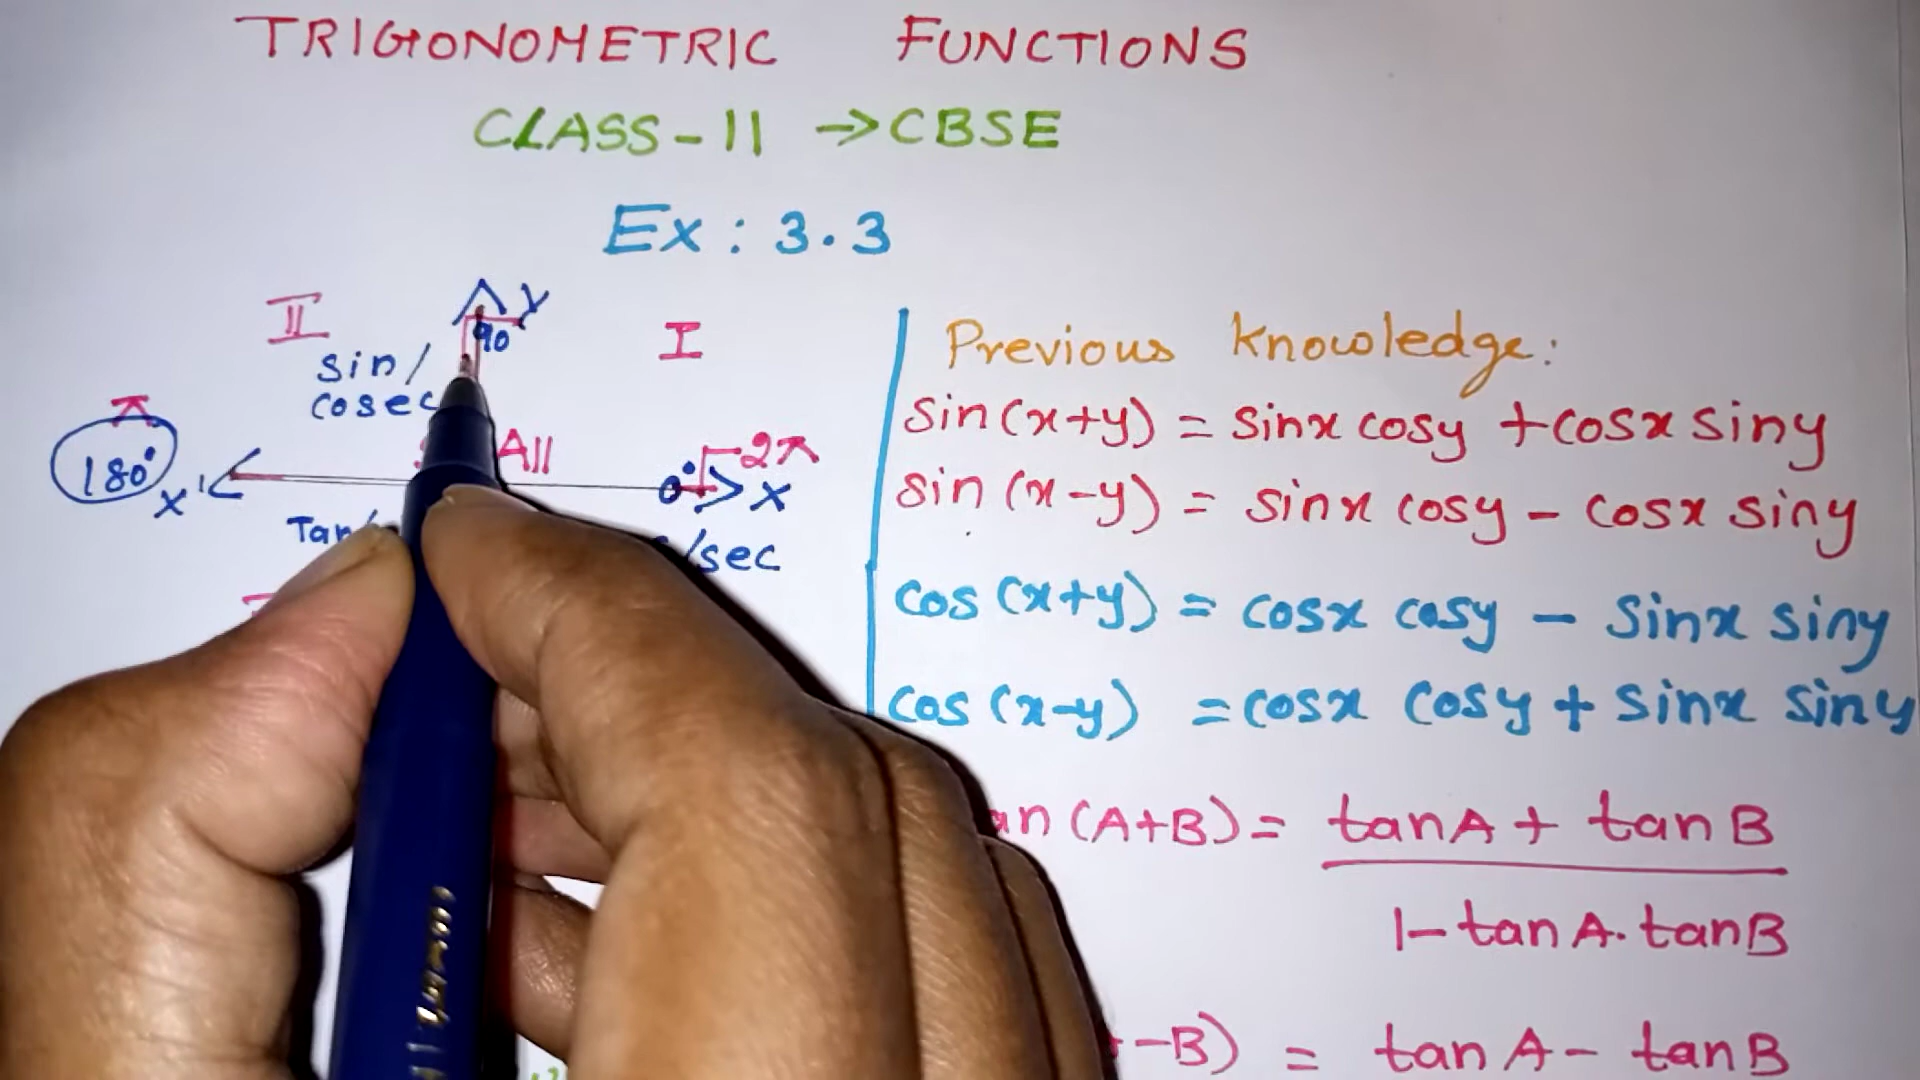 TRIGONOMETRIC FUNCTIONS
CLASS-11 → CBSE
Ex : 3.3
II
Y
90
I
sin/
cosec
π
180°
X'
All
2π
0°
X
Tan/
/sec
Previous knowledge:
sin(x+y) = sinx cosy + cosx siny
sin (x-y) = sinx cosy - cosx siny
cos (x+y) = cosx cosy - sinx siny
cos (x-y) = cosx cosy + sinx siny
an (A+B) = tanA + tanB
1- tanA. tanB
-B) = tanA - tanB